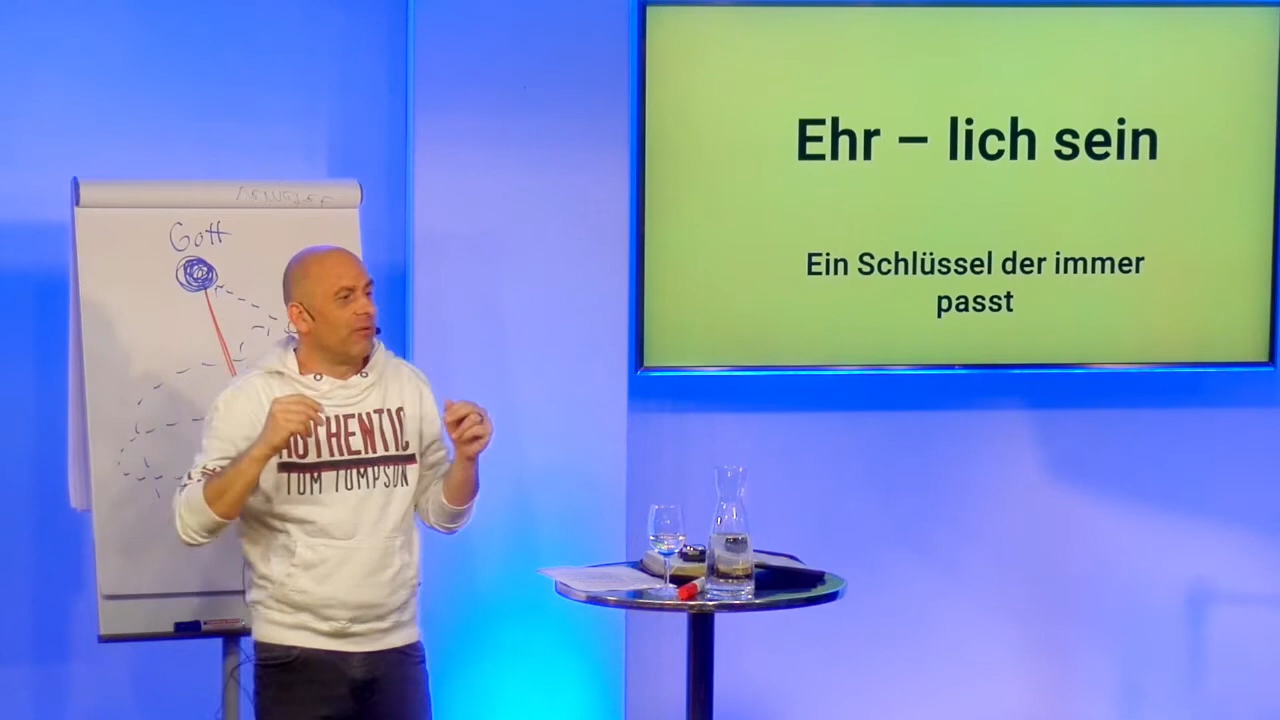 Gott
AUTHENTIC
TOM TOMPSON
Ehr – lich sein
Ein Schlüssel der immer
passt